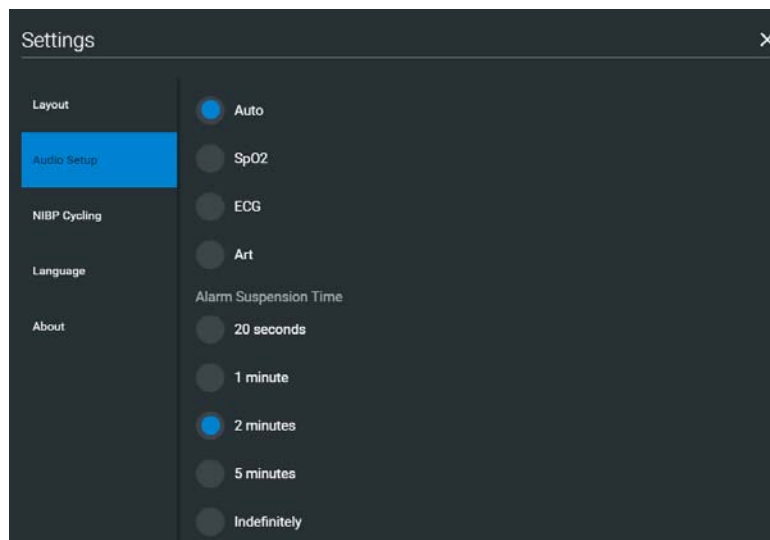 Settings
Layout
Audio Setup
NIBP Cycling
Language
About
Auto
SpO2
ECG
Art
Alarm Suspension Time
20 seconds
1 minute
2 minutes
5 minutes
Indefinitely